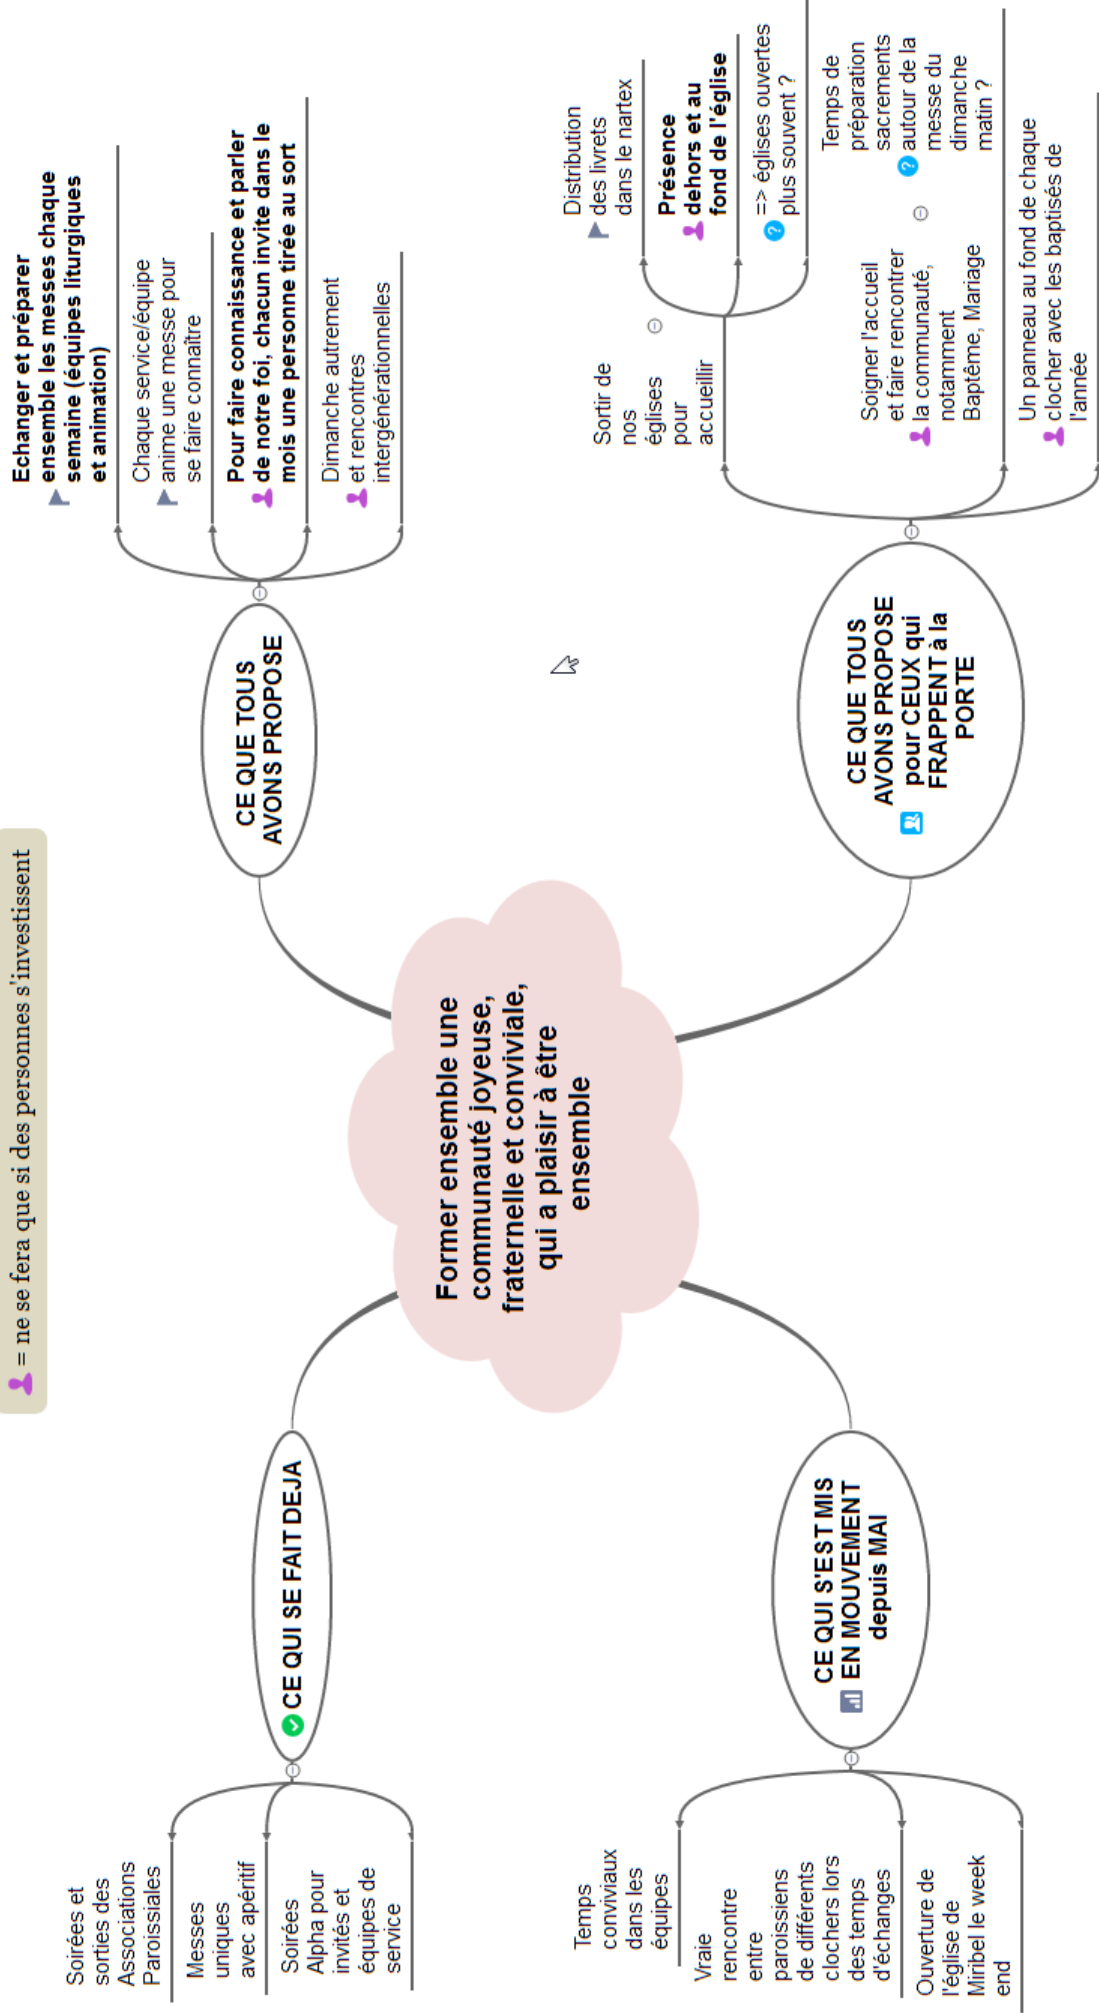 = ne se fera que si des personnes s'investissent
Former ensemble une
communauté joyeuse,
fraternelle et conviviale,
qui a plaisir à être
ensemble
CE QUI SE FAIT DEJA
Soirées et
sorties des
Associations
Paroissiales
Messes
uniques
avec apéritif
Soirées
Alpha pour
invités et
équipes de
service
CE QUI S'EST MIS
EN MOUVEMENT
depuis MAI
Temps
conviviaux
dans les
équipes
Vraie
rencontre
entre
paroissiens
de différents
clochers lors
des temps
d'échanges
Ouverture de
l'église de
Miribel le week
end
CE QUE TOUS
AVONS PROPOSE
Echanger et préparer
ensemble les messes chaque
semaine (équipes liturgiques
et animation)
Chaque service/équipe
anime une messe pour
se faire connaître
Pour faire connaissance et parler
de notre foi, chacun invite dans le
mois une personne tirée au sort
Dimanche autrement
et rencontres
intergénérationnelles
CE QUE TOUS
AVONS PROPOSE
pour CEUX qui
FRAPPENT à la
PORTE
Sortir de
nos
églises
pour
accueillir
Distribution
des livrets
dans le nartex
Présence
dehors et au
fond de l'église
=> églises ouvertes
plus souvent ?
Soigner l'accueil
et faire rencontrer
la communauté,
notamment
Baptême, Mariage
Temps de
préparation
sacrements
autour de la
messe du
dimanche
matin ?
Un panneau au fond de chaque
clocher avec les baptisés de
l'année